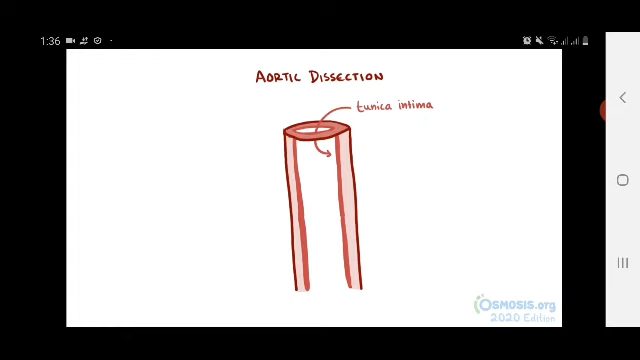 1:36
AORTIC DISSECTION
tunica intima
OSMOSIS.org
2020 Edition